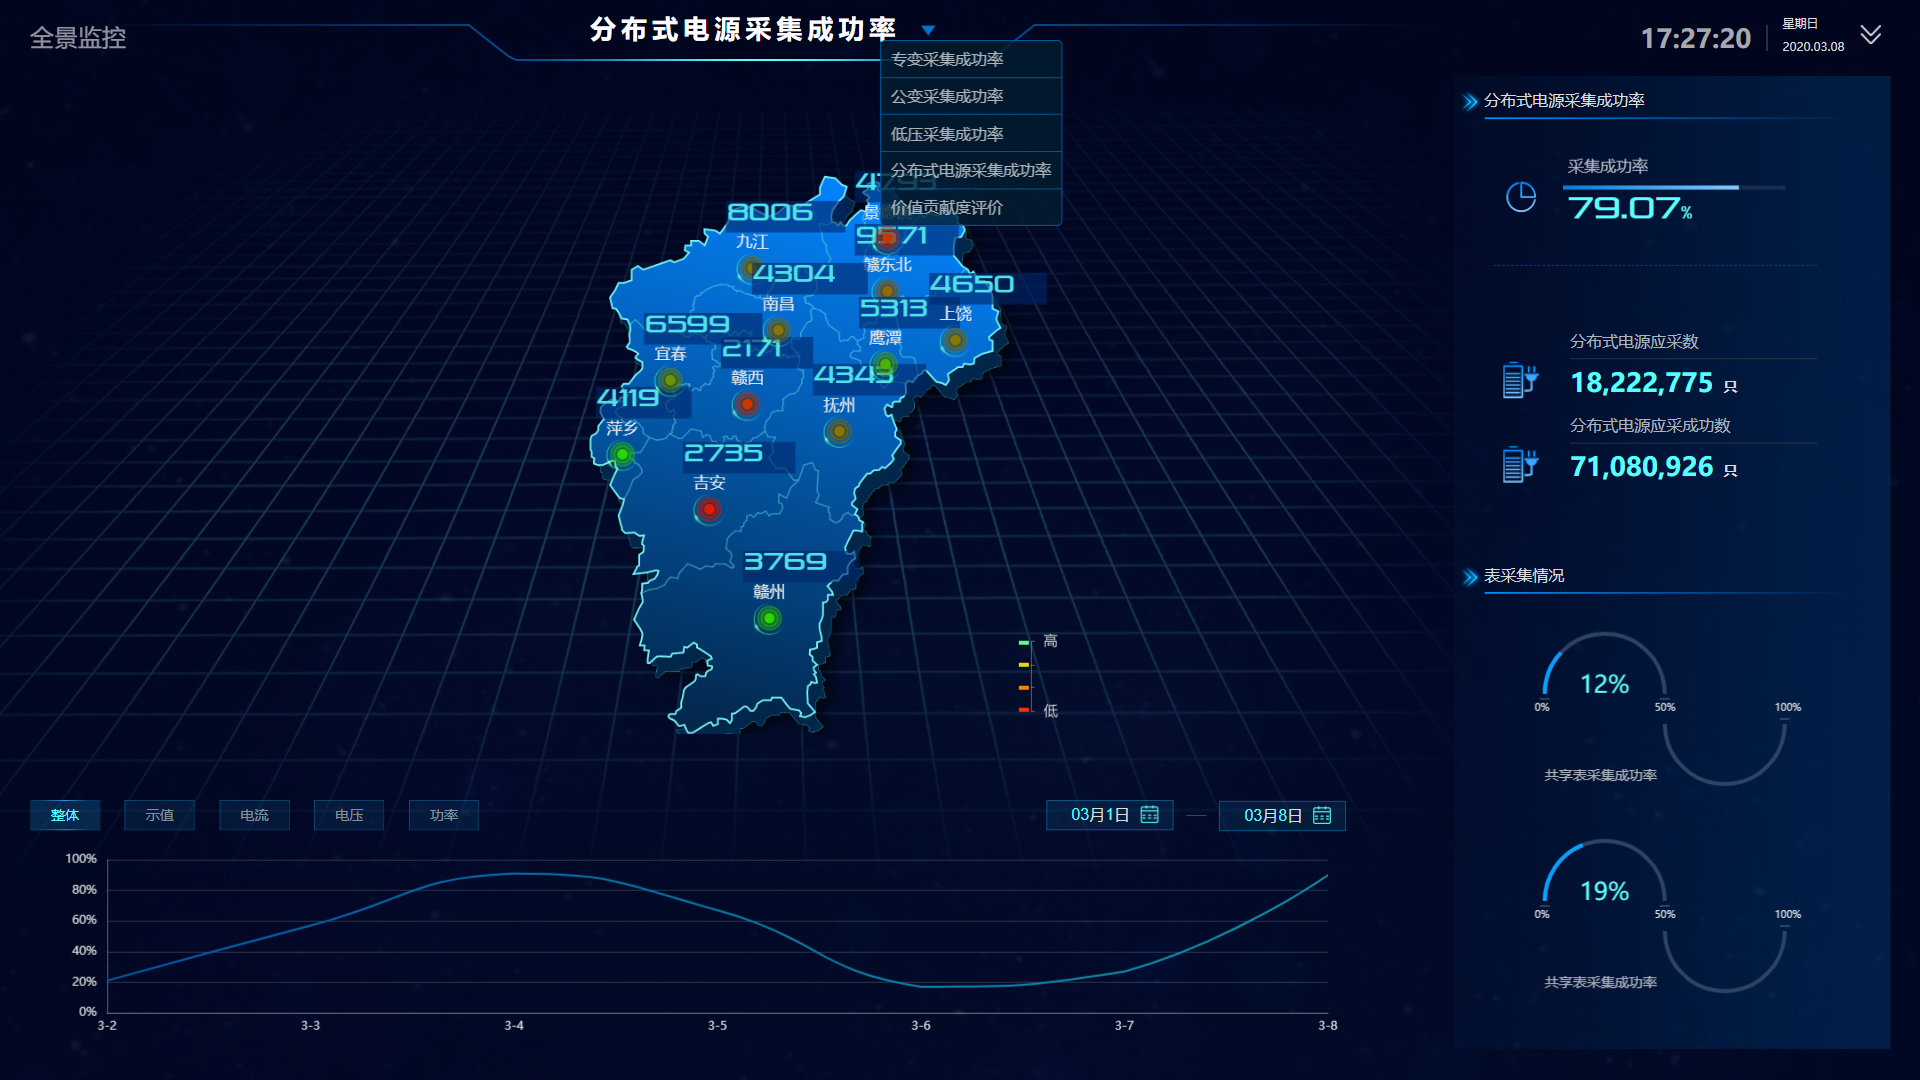 全景监控
分布式电源采集成功率
17:27:20
星期日
2020.03.08
专变采集成功率
公变采集成功率
低压采集成功率
分布式电源采集成功率
价值贡献度评价
8006
九江
9571
赣东北
4304
南昌
4650
上饶
5313
鹰潭
6599
宜春
2171
赣西
4345
抚州
4119
萍乡
2735
吉安
3769
赣州
高
低
分布式电源采集成功率
采集成功率
79.07%
分布式电源应采数
18,222,775 只
分布式电源应采成功数
71,080,926 只
表采集情况
12%
0%
50%
100%
共享表采集成功率
19%
0%
50%
100%
共享表采集成功率
整体
示值
电流
电压
功率
03月1日
03月8日
100%
80%
60%
40%
20%
0%
3-2
3-3
3-4
3-5
3-6
3-7
3-8